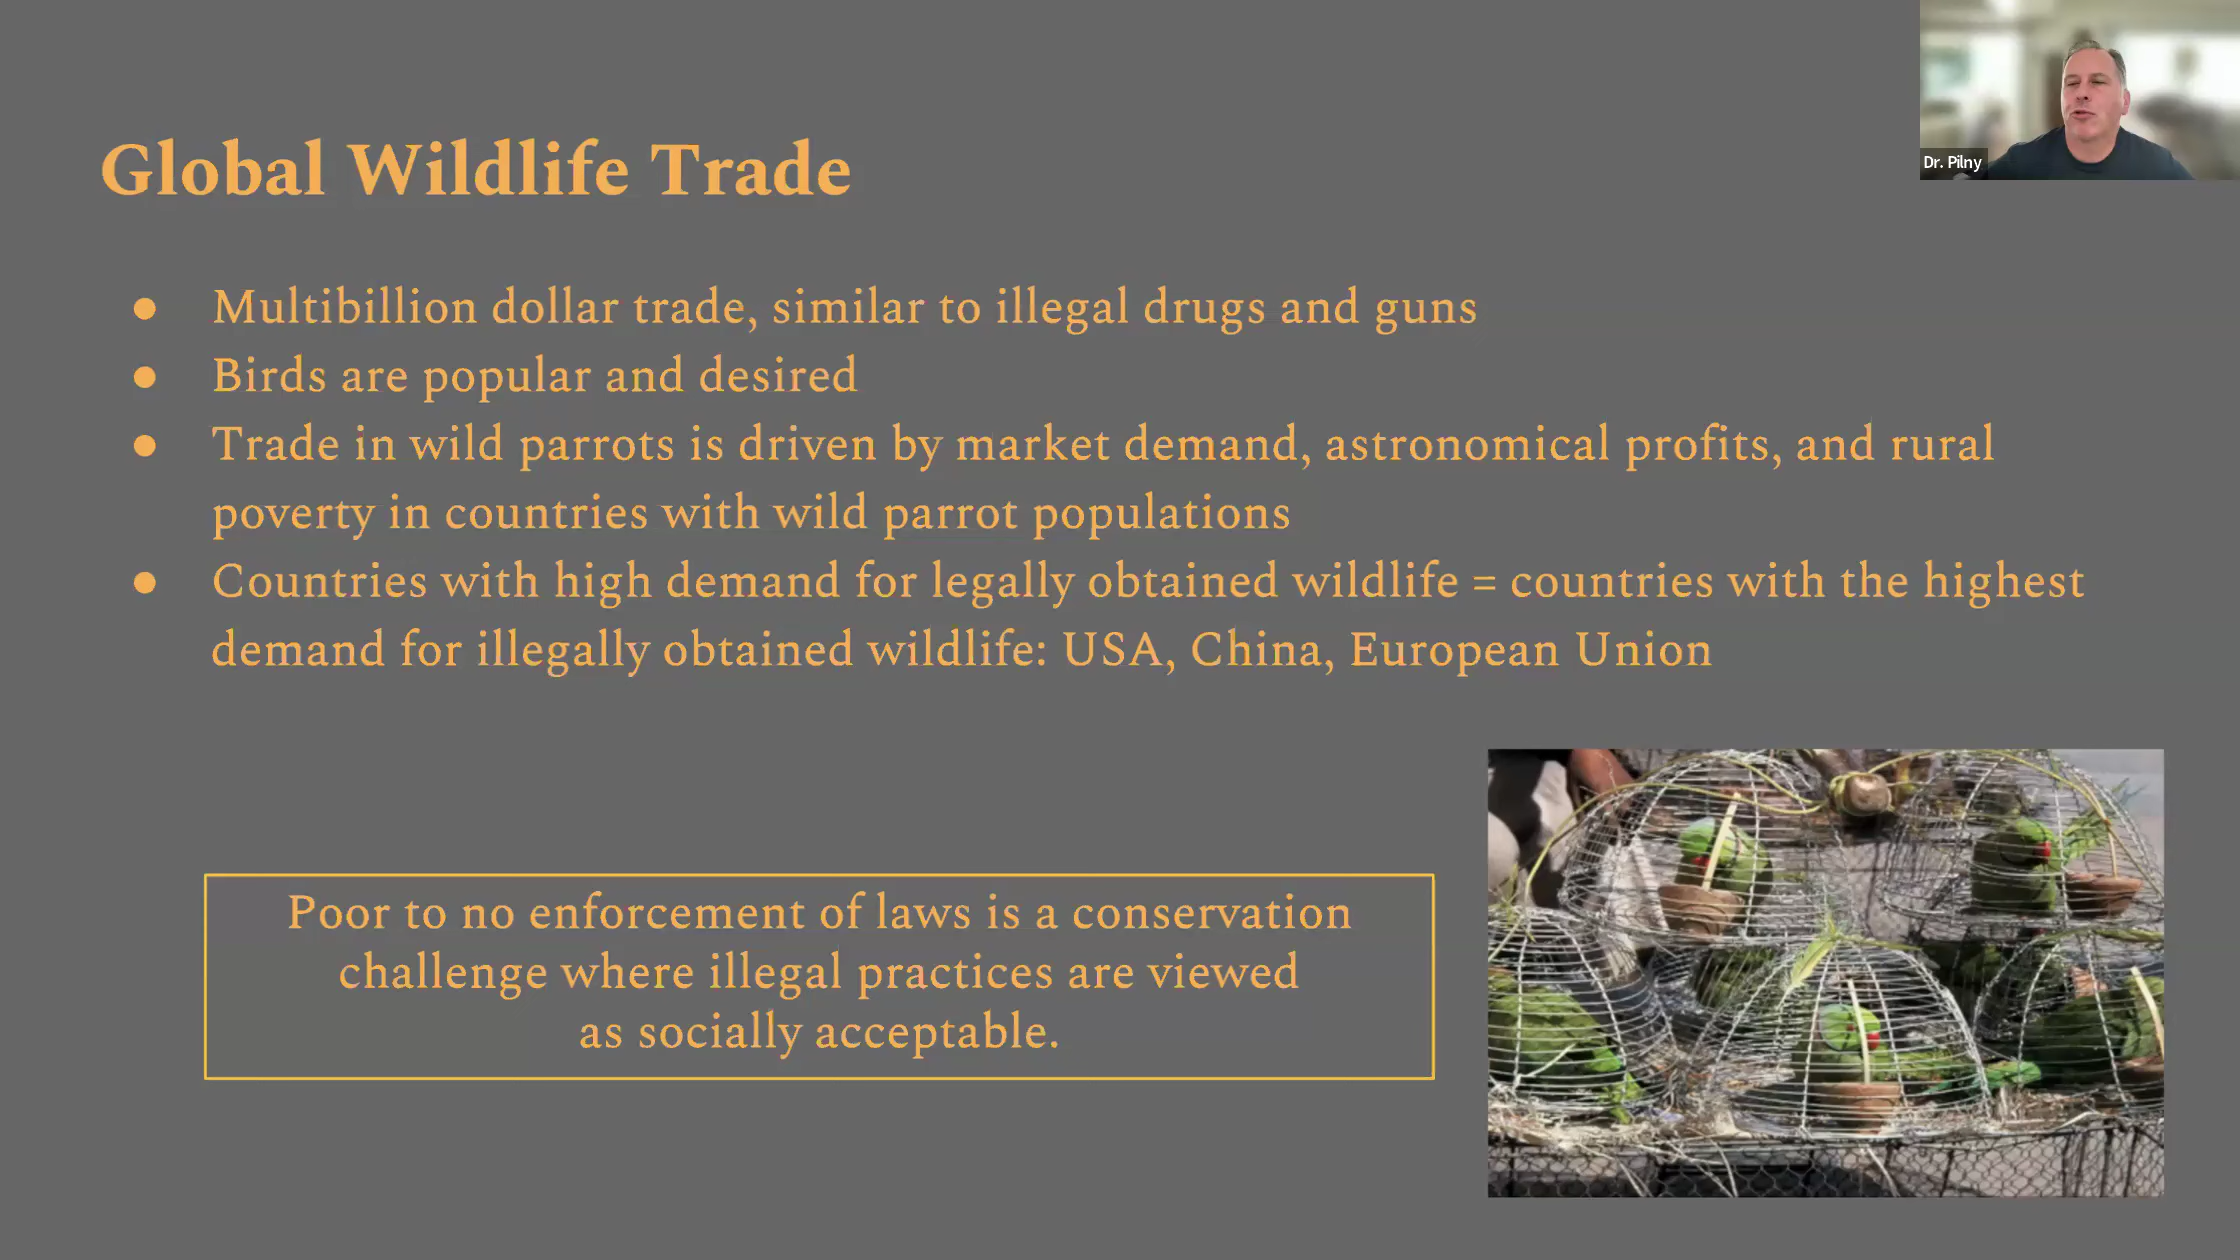 Dr. Pilny
Global Wildlife Trade
● Multibillion dollar trade, similar to illegal drugs and guns
● Birds are popular and desired
● Trade in wild parrots is driven by market demand, astronomical profits, and rural
poverty in countries with wild parrot populations
● Countries with high demand for legally obtained wildlife = countries with the highest
demand for illegally obtained wildlife: USA, China, European Union
Poor to no enforcement of laws is a conservation
challenge where illegal practices are viewed
as socially acceptable.